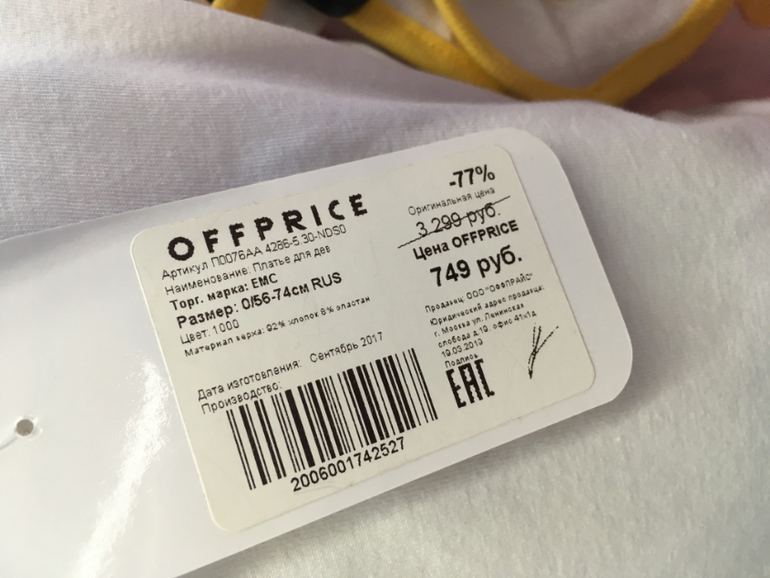 OFFPRICE
Артикул П0076АА 4286-5.30-NDS0
Наименование: Платье для дев
Торг. марка: EMC
Размер: 0/56-74см RUS
Цвет: 1000
Материал верха: 92% хлопок 8% эластан
Дата изготовления: Сентябрь 2017
Производство:
2006001742527
-77%
Оригинальная цена
3 299 руб.
Цена OFFPRICE
749 руб.
Продавец: ООО "ОФФПРАЙС"
Юридический адрес продавца:
г. Москва ул. Ленинская
слобода д.19, офис 41х1д
19.03.2019
Подпись
EAC